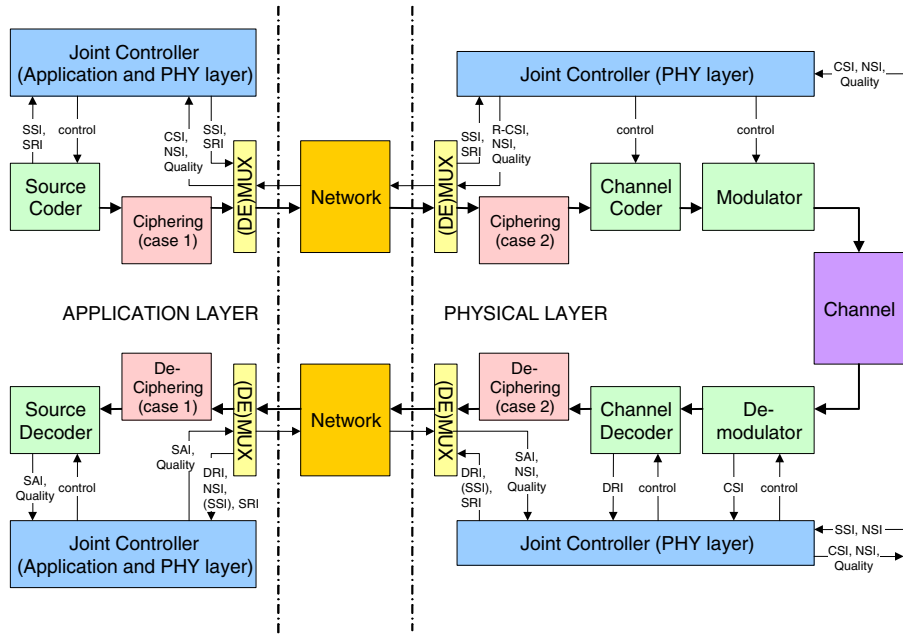 Joint Controller
(Application and PHY layer)
Joint Controller (PHY layer)
CSI, NSI,
Quality
SSI,
SRI
control
CSI,
NSI,
Quality
SSI,
SRI
SSI,
SRI
R-CSI,
NSI,
Quality
control
control
Source
Coder
Ciphering
(case 1)
(DE)MUX
Network
(DE)MUX
Ciphering
(case 2)
Channel
Coder
Modulator
Channel
APPLICATION LAYER
PHYSICAL LAYER
Source
Decoder
De-
Ciphering
(case 1)
(DE)MUX
Network
(DE)MUX
De-
Ciphering
(case 2)
Channel
Decoder
De-
modulator
SAI,
Quality
control
SAI,
Quality
DRI,
NSI,
(SSI), SRI
DRI,
(SSI),
SRI
SAI,
NSI,
Quality
DRI
control
CSI
control
Joint Controller
(Application and PHY layer)
Joint Controller (PHY layer)
SSI, NSI
CSI, NSI,
Quality